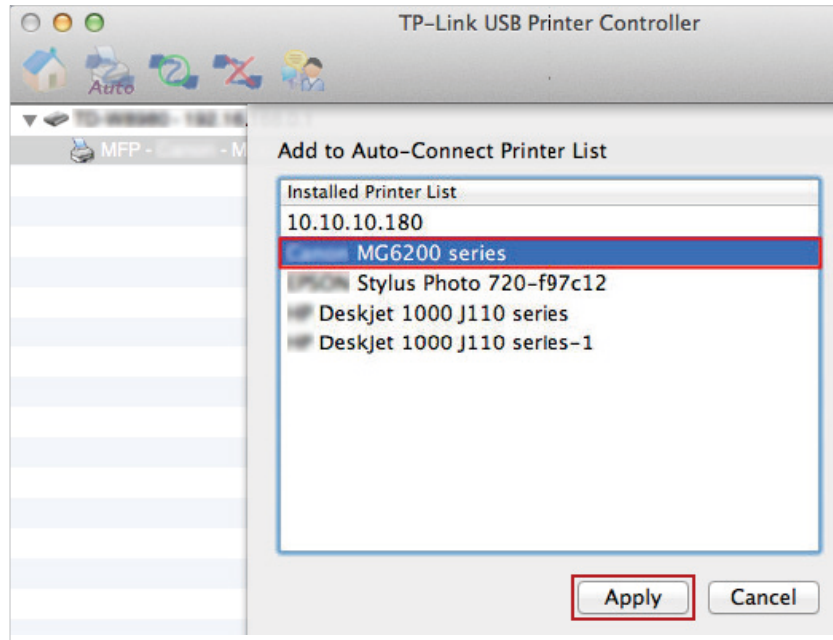 TP-Link USB Printer Controller
Auto
MFP - - M
Add to Auto-Connect Printer List
Installed Printer List
10.10.10.180
MG6200 series
Stylus Photo 720-f97c12
Deskjet 1000 J110 series
Deskjet 1000 J110 series-1
Apply
Cancel